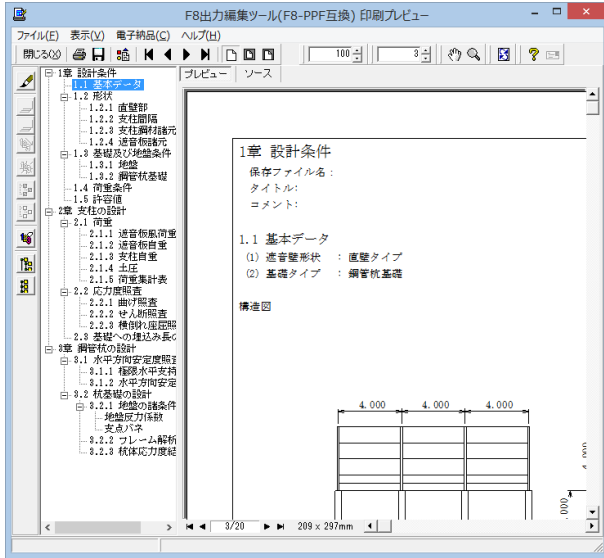 F8出力編集ツール(F8-PPF互換) 印刷プレビュー
ファイル(F) 表示(V) 電子納品(C) ヘルプ(H)
閉じる(X) 100 3
プレビュー ソース
1章 設計条件
1.1 基本データ
1.2 形状
1.2.1 直壁部
1.2.2 支柱間隔
1.2.3 支柱鋼材諸元
1.2.4 遮音板諸元
1.3 基礎及び地盤条件
1.3.1 地盤
1.3.2 鋼管杭基礎
1.4 荷重条件
1.5 許容値
2章 支柱の設計
2.1 荷重
2.1.1 遮音板風荷重
2.1.2 遮音板自重
2.1.3 支柱自重
2.1.4 土圧
2.1.5 荷重集計表
2.2 応力度照査
2.2.1 曲げ照査
2.2.2 せん断照査
2.2.3 横倒れ座屈照
2.3 基礎への埋込み長の
3章 鋼管杭の設計
3.1 水平方向安定度照査
3.1.1 極限水平支持
3.1.2 水平方向安定
3.2 杭基礎の設計
3.2.1 地盤の諸条件
地盤反力係数
支点バネ
3.2.2 フレーム解析
3.2.3 杭体応力度結
1章 設計条件
保存ファイル名:
タイトル:
コメント:
1.1 基本データ
(1) 遮音壁形状 : 直壁タイプ
(2) 基礎タイプ : 鋼管杭基礎
構造図
4.000 4.000 4.000
3/20 209 x 297mm